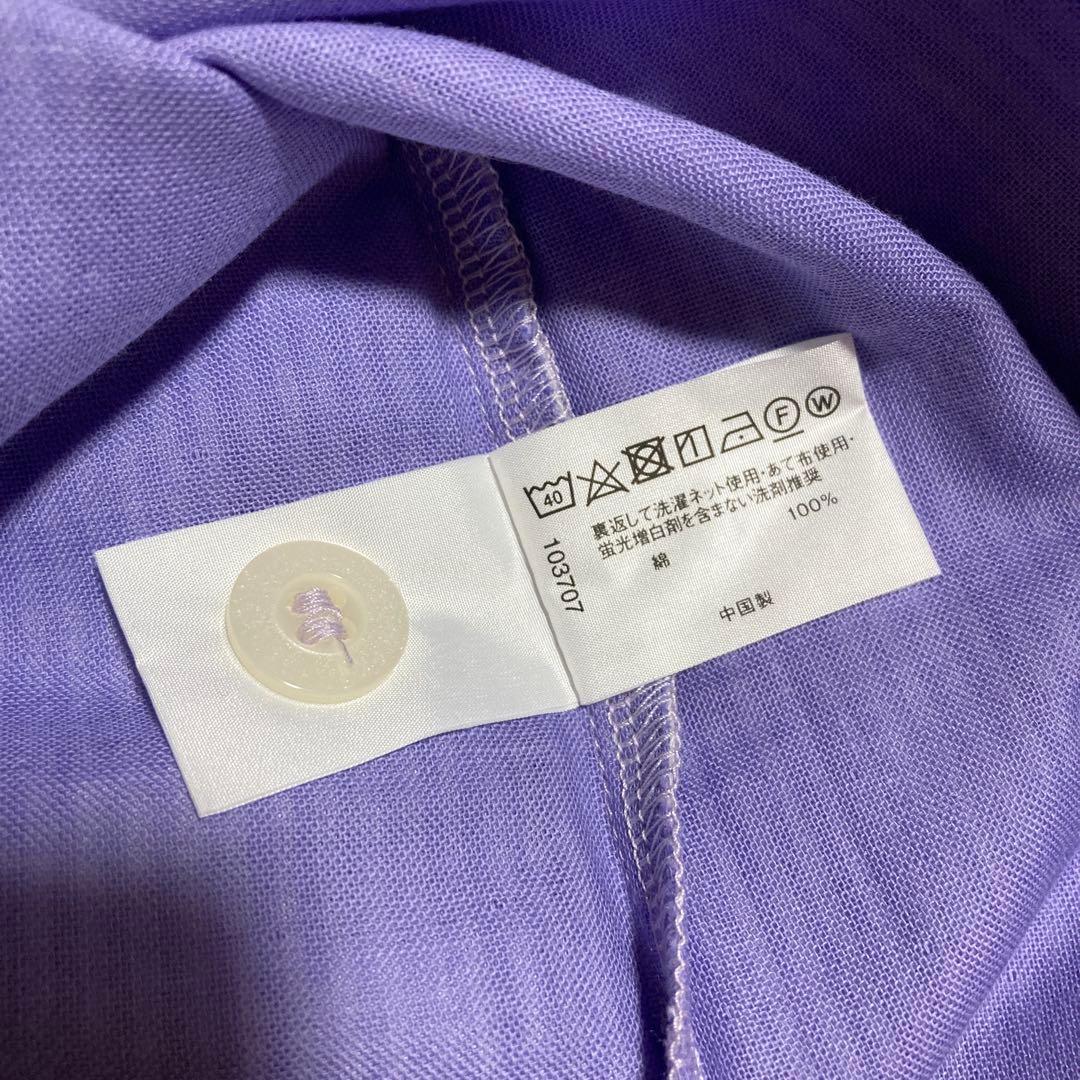 40 F W
裏返して洗濯ネット使用・あて布使用・
蛍光増白剤を含まない洗剤推奨
綿 100%
中国製
103707